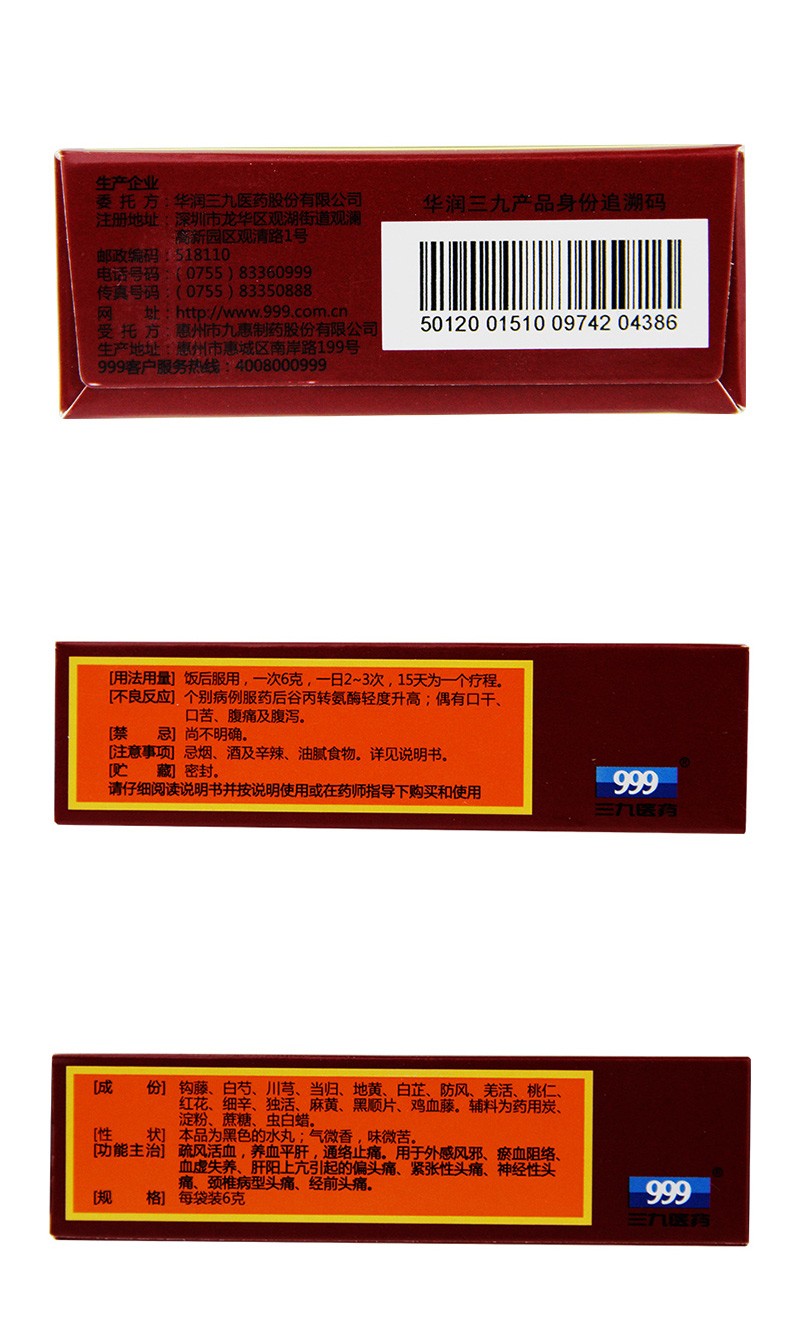 生产企业
委 托 方：华润三九医药股份有限公司
注册地址：深圳市龙华区观湖街道观澜
高新园区观清路1号
邮政编码：518110
电话号码：（0755）83360999
传真号码：（0755）83350888
网 址：http://www.999.com.cn
受 托 方：惠州市九惠制药股份有限公司
生产地址：惠州市惠城区南岸路199号
999客户服务热线：4008000999
华润三九产品身份追溯码
50120 01510 09742 04386
[用法用量] 饭后服用，一次6克，一日2~3次，15天为一个疗程。
[不良反应] 个别病例服药后谷丙转氨酶轻度升高；偶有口干、
口苦、腹痛及腹泻。
[禁 忌] 尚不明确。
[注意事项] 忌烟、酒及辛辣、油腻食物。详见说明书。
[贮 藏] 密封。
请仔细阅读说明书并按说明使用或在药师指导下购买和使用
999®
三九医药
[成 份] 钩藤、白芍、川芎、当归、地黄、白芷、防风、羌活、桃仁、
红花、细辛、独活、麻黄、黑顺片、鸡血藤。辅料为药用炭、
淀粉、蔗糖、虫白蜡。
[性 状] 本品为黑色的水丸；气微香，味微苦。
[功能主治] 疏风活血，养血平肝，通络止痛。用于外感风邪、瘀血阻络、
血虚失养、肝阳上亢引起的偏头痛、紧张性头痛、神经性头
痛、颈椎病型头痛、经前头痛。
[规 格] 每袋装6克
999®
三九医药